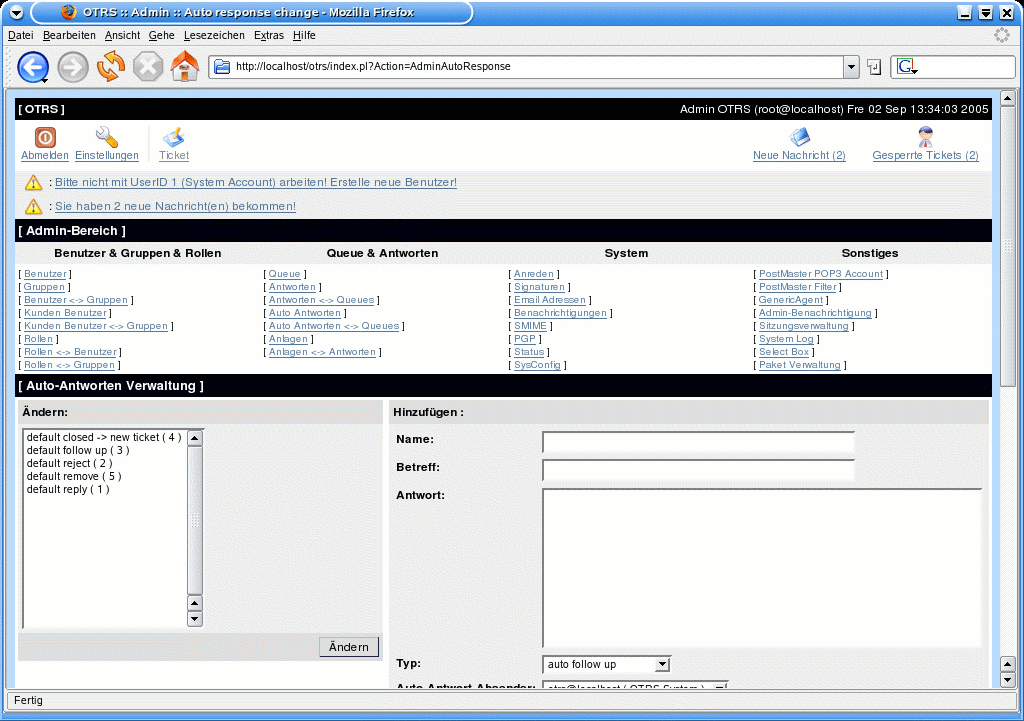 OTRS :: Admin :: Auto response change - Mozilla Firefox
Datei Bearbeiten Ansicht Gehe Lesezeichen Extras Hilfe
http://localhost/otrs/index.pl?Action=AdminAutoResponse
[ OTRS ] Admin OTRS (root@localhost) Fre 02 Sep 13:34:03 2005
Abmelden Einstellungen Ticket Neue Nachricht (2) Gesperrte Tickets (2)
: Bitte nicht mit UserID 1 (System Account) arbeiten! Erstelle neue Benutzer!
: Sie haben 2 neue Nachricht(en) bekommen!
[ Admin-Bereich ]
Benutzer & Gruppen & Rollen Queue & Antworten System Sonstiges
[ Benutzer ] [ Queue ] [ Anreden ] [ PostMaster POP3 Account ]
[ Gruppen ] [ Antworten ] [ Signaturen ] [ PostMaster Filter ]
[ Benutzer <-> Gruppen ] [ Antworten <-> Queues ] [ Email Adressen ] [ GenericAgent ]
[ Kunden Benutzer ] [ Auto Antworten ] [ Benachrichtigungen ] [ Admin-Benachrichtigung ]
[ Kunden Benutzer <-> Gruppen ] [ Auto Antworten <-> Queues ] [ SMIME ] [ Sitzungsverwaltung ]
[ Rollen ] [ Anlagen ] [ PGP ] [ System Log ]
[ Rollen <-> Benutzer ] [ Anlagen <-> Antworten ] [ Status ] [ Select Box ]
[ Rollen <-> Gruppen ] [ SysConfig ] [ Paket Verwaltung ]
[ Auto-Antworten Verwaltung ]
Ändern:
default closed -> new ticket ( 4 )
default follow up ( 3 )
default reject ( 2 )
default remove ( 5 )
default reply ( 1 )
Ändern
Hinzufügen :
Name:
Betreff:
Antwort:
Typ: auto follow up
Auto Antwort Absender: otrs@localhost ( OTRS System )
Fertig